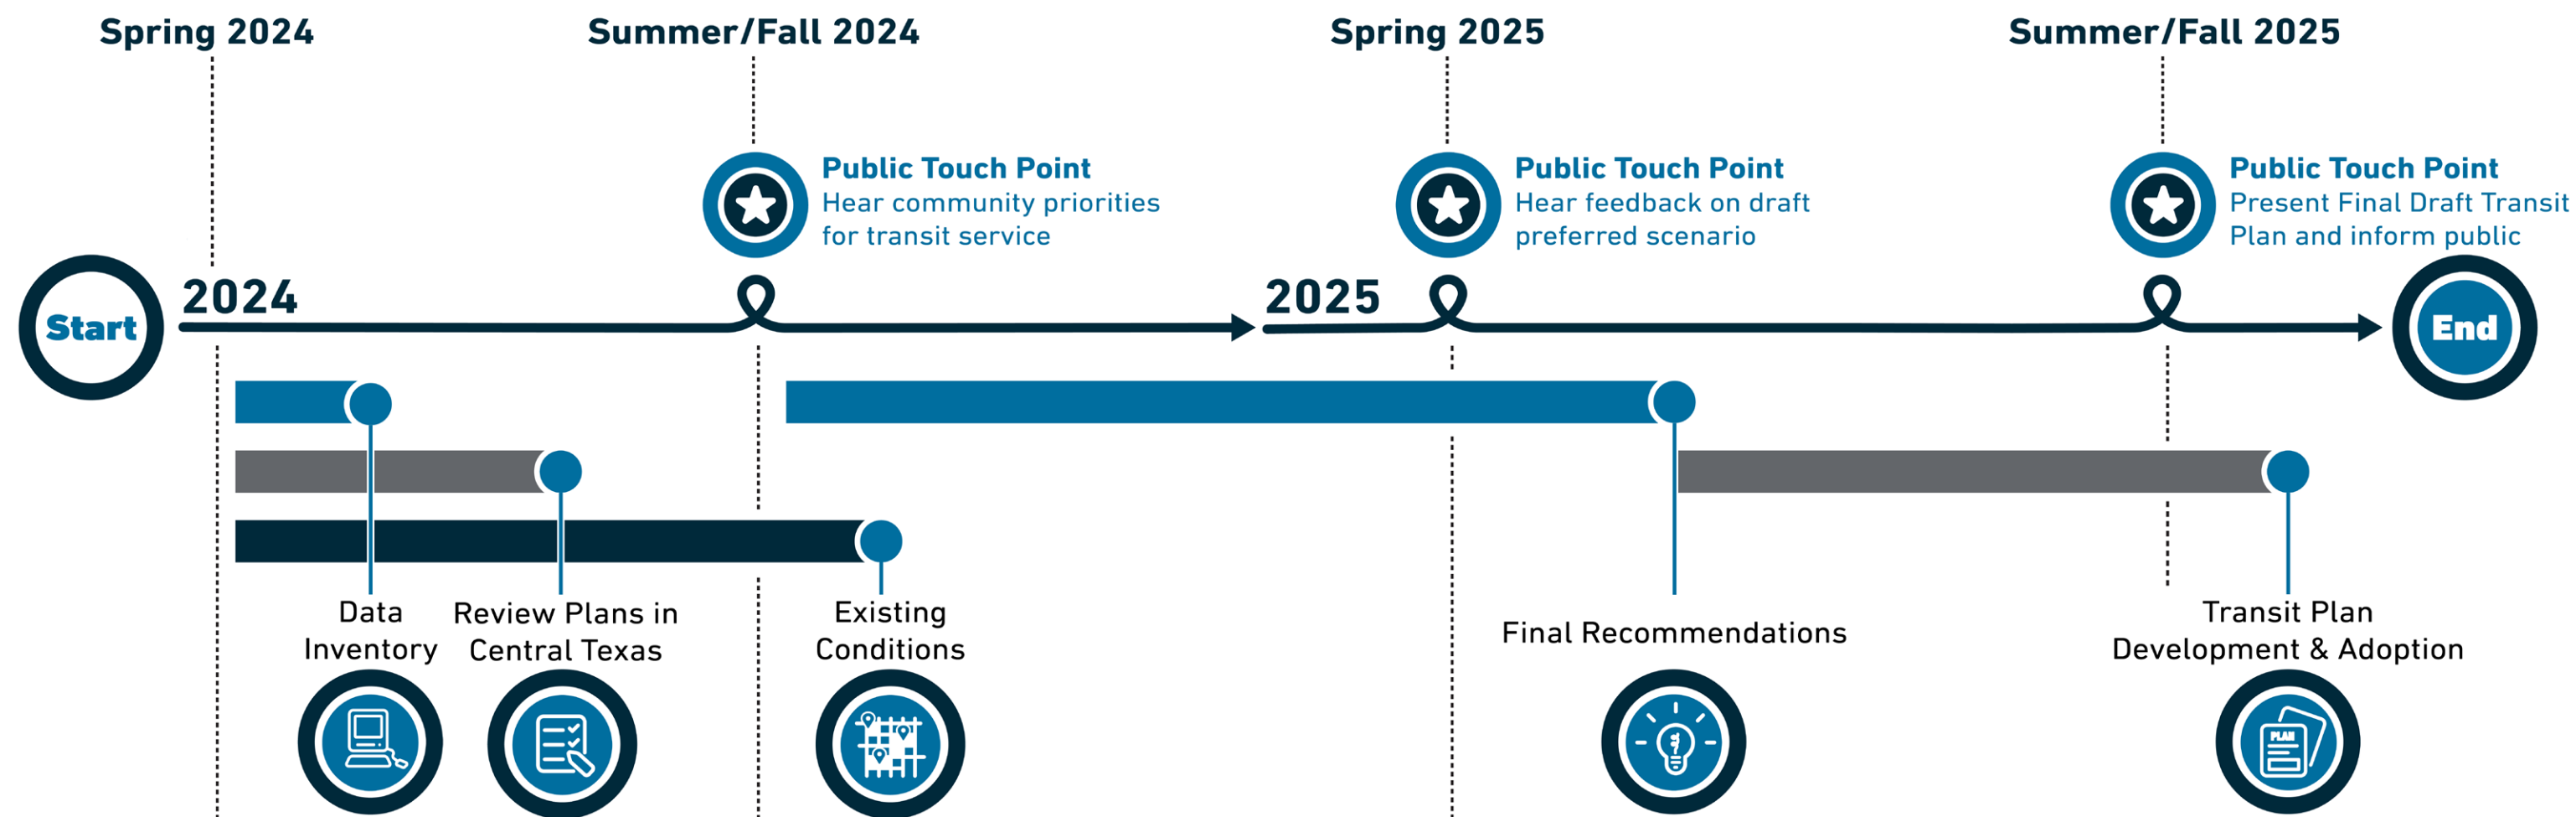 Spring 2024
Summer/Fall 2024
Spring 2025
Summer/Fall 2025
Public Touch Point
Hear community priorities
for transit service
Public Touch Point
Hear feedback on draft
preferred scenario
Public Touch Point
Present Final Draft Transit
Plan and inform public
Start
2024
2025
End
Data
Inventory
Review Plans in
Central Texas
Existing
Conditions
Final Recommendations
Transit Plan
Development & Adoption
PLAN